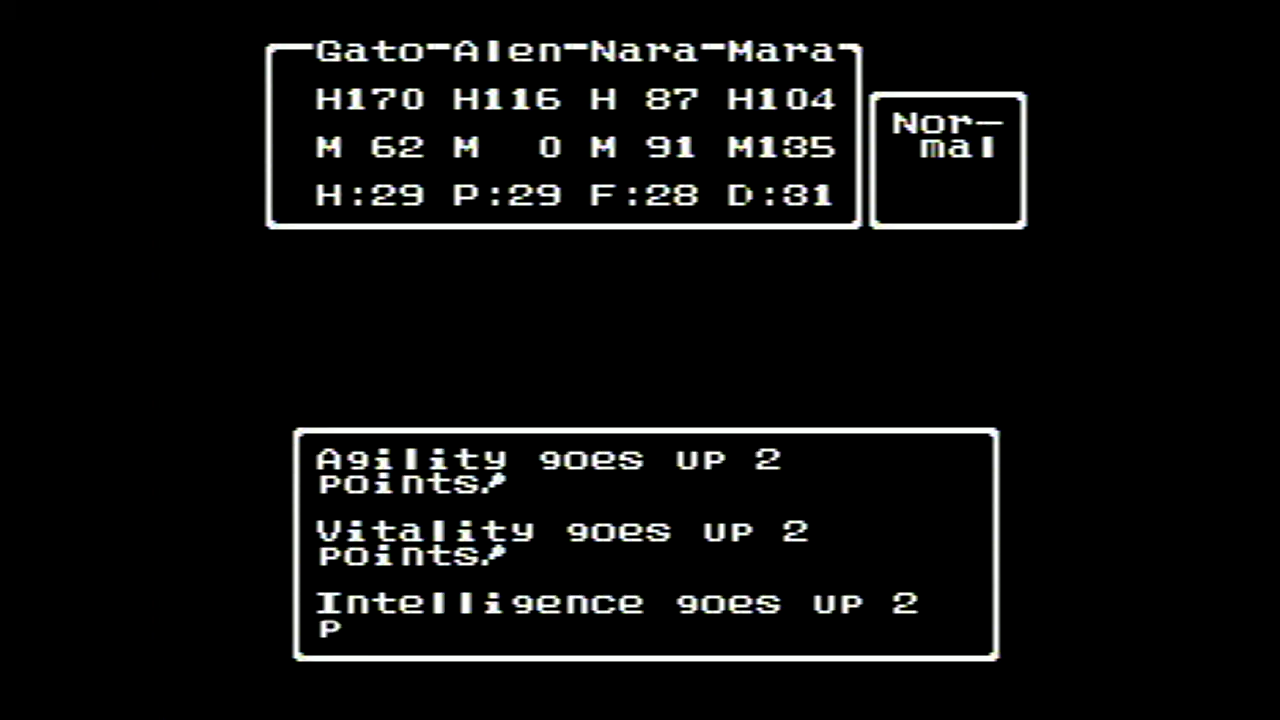 Gato Alen Nara Mara
H170 H116 H 87 H104
M 62 M 0 M 91 M135
H:29 P:29 F:28 D:31
Nor-
mal
Agility goes up 2
points!
Vitality goes up 2
points!
Intelligence goes up 2
p